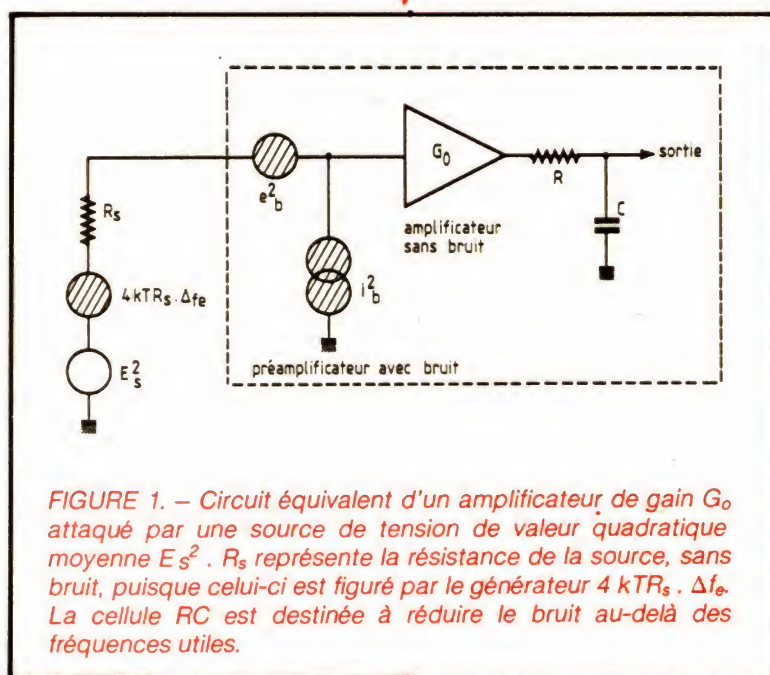 G₀
sortie
R
C
e²b
amplificateur
sans bruit
Rs
i²b
4kTRs.Δfe
E²s
préamplificateur avec bruit
FIGURE 1. – Circuit équivalent d'un amplificateur de gain Go
attaqué par une source de tension de valeur quadratique
moyenne Es². Rs représente la résistance de la source, sans
bruit, puisque celui-ci est figuré par le générateur 4 kTRs . Δfe.
La cellule RC est destinée à réduire le bruit au-delà des
fréquences utiles.